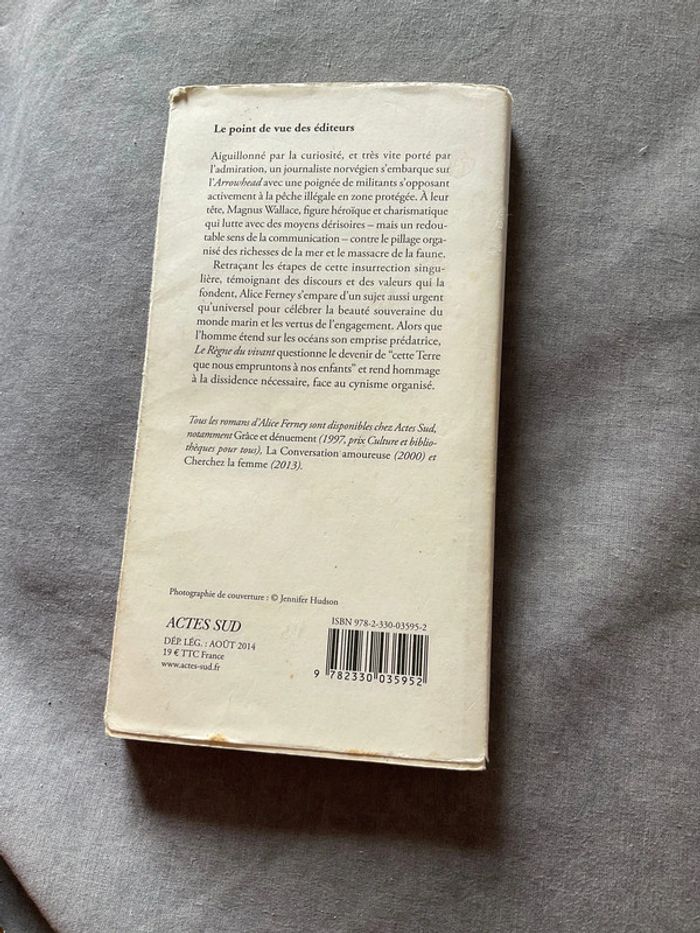 Le point de vue des éditeurs
Aiguillonné par la curiosité, et très vite porté par
l'admiration, un journaliste norvégien s'embarque sur
l'Arrowhead avec une poignée de militants s'opposant
activement à la pêche illégale en zone protégée. À leur
tête, Magnus Wallace, figure héroïque et charismatique
qui lutte avec des moyens dérisoires – mais un redou-
table sens de la communication – contre le pillage orga-
nisé des richesses de la mer et le massacre de la faune.
Retraçant les étapes de cette insurrection singu-
lière, témoignant des discours et des valeurs qui la
fondent, Alice Ferney s'empare d'un sujet aussi urgent
qu'universel pour célébrer la beauté souveraine du
monde marin et les vertus de l'engagement. Alors que
l'homme étend sur les océans son emprise prédatrice,
Le Règne du vivant questionne le devenir de “cette Terre
que nous empruntons à nos enfants” et rend hommage
à la dissidence nécessaire, face au cynisme organisé.
Tous les romans d'Alice Ferney sont disponibles chez Actes Sud,
notamment Grâce et dénuement (1997, prix Culture et biblio-
thèques pour tous), La Conversation amoureuse (2000) et
Cherchez la femme (2013).
Photographie de couverture : © Jennifer Hudson
ACTES SUD
DÉP. LÉG. : AOÛT 2014
19 € TTC France
www.actes-sud.fr
ISBN 978-2-330-03595-2
9 782330 035952